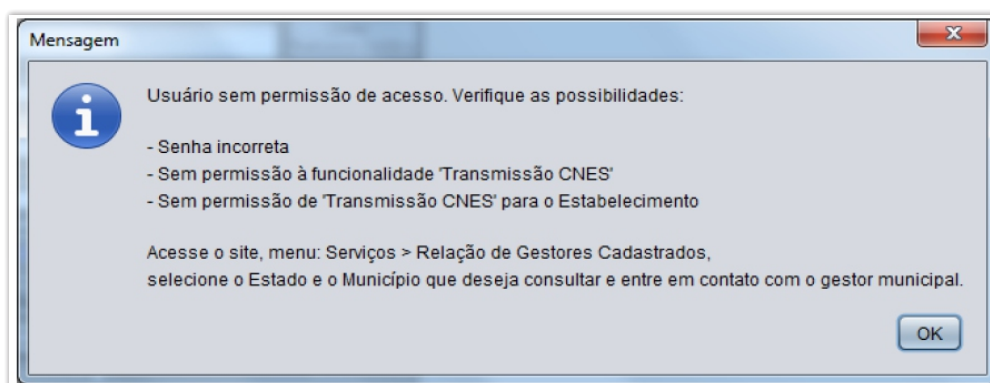 Mensagem
Usuário sem permissão de acesso. Verifique as possibilidades:
- Senha incorreta
- Sem permissão à funcionalidade 'Transmissão CNES'
- Sem permissão de 'Transmissão CNES' para o Estabelecimento
Acesse o site, menu: Serviços > Relação de Gestores Cadastrados,
selecione o Estado e o Município que deseja consultar e entre em contato com o gestor municipal.
OK